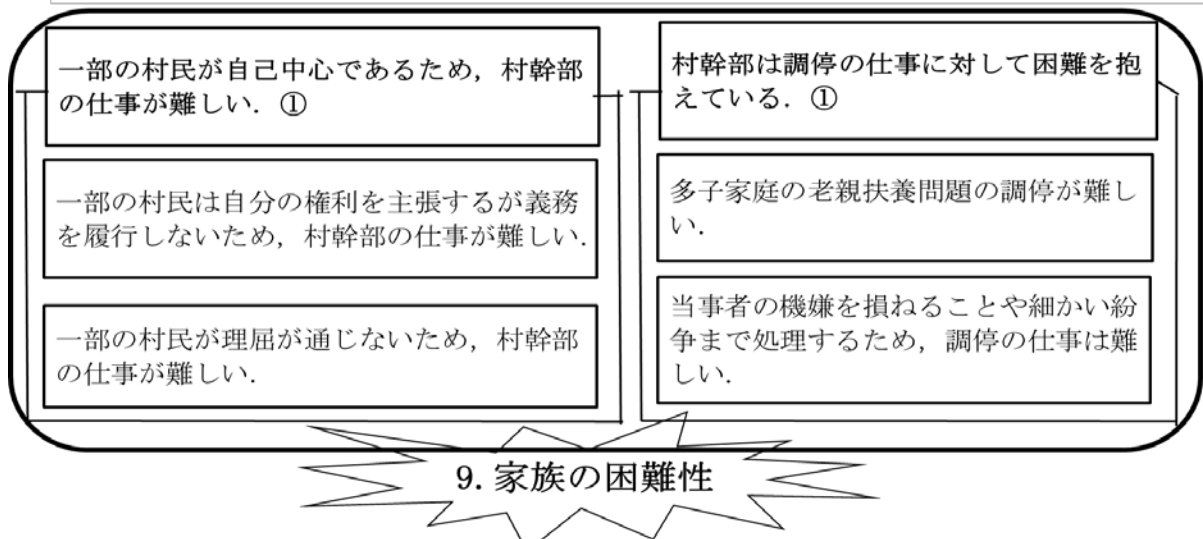 一部の村民が自己中心であるため，村幹部
の仕事が難しい．①
一部の村民は自分の権利を主張するが義務
を履行しないため，村幹部の仕事が難しい．
一部の村民が理屈が通じないため，村幹部
の仕事が難しい．
村幹部は調停の仕事に対して困難を抱
えている．①
多子家庭の老親扶養問題の調停が難し
い．
当事者の機嫌を損ねることや細かい紛
争まで処理するため，調停の仕事は難
しい．
9. 家族の困難性